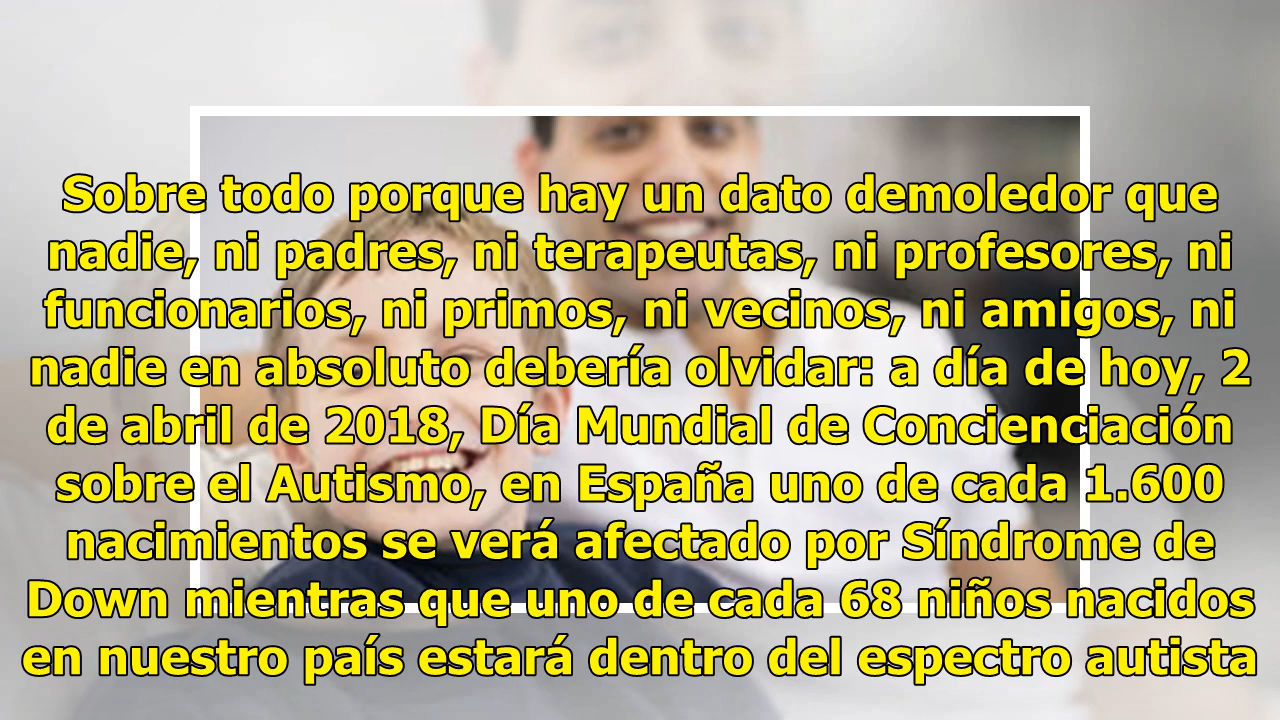 Sobre todo porque hay un dato demoledor que
nadie, ni padres, ni terapeutas, ni profesores, ni
funcionarios, ni primos, ni vecinos, ni amigos, ni
nadie en absoluto debería olvidar: a día de hoy, 2
de abril de 2018, Día Mundial de Concienciación
sobre el Autismo, en España uno de cada 1.600
nacimientos se verá afectado por Síndrome de
Down mientras que uno de cada 68 niños nacidos
en nuestro país estará dentro del espectro autista